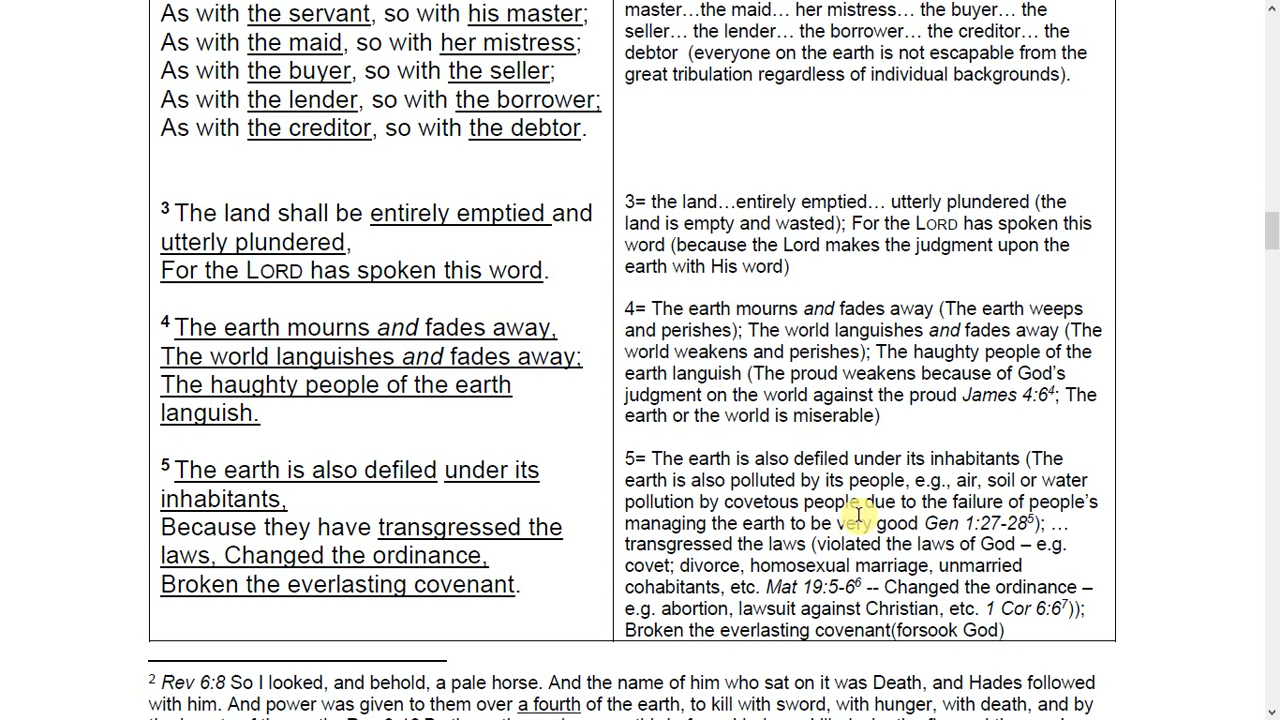 As with the servant, so with his master;
As with the maid, so with her mistress;
As with the buyer, so with the seller;
As with the lender, so with the borrower;
As with the creditor, so with the debtor.
3 The land shall be entirely emptied and
utterly plundered,
For the LORD has spoken this word.
4 The earth mourns and fades away,
The world languishes and fades away;
The haughty people of the earth
languish.
5 The earth is also defiled under its
inhabitants,
Because they have transgressed the
laws, Changed the ordinance,
Broken the everlasting covenant.
master…the maid… her mistress… the buyer… the
seller… the lender… the borrower… the creditor… the
debtor (everyone on the earth is not escapable from the
great tribulation regardless of individual backgrounds).
3= the land…entirely emptied… utterly plundered (the
land is empty and wasted); For the LORD has spoken this
word (because the Lord makes the judgment upon the
earth with His word)
4= The earth mourns and fades away (The earth weeps
and perishes); The world languishes and fades away (The
world weakens and perishes); The haughty people of the
earth languish (The proud weakens because of God's
judgment on the world against the proud James 4:6⁴; The
earth or the world is miserable)
5= The earth is also defiled under its inhabitants (The
earth is also polluted by its people, e.g., air, soil or water
pollution by covetous people due to the failure of people's
managing the earth to be very good Gen 1:27-28⁵); …
transgressed the laws (violated the laws of God – e.g.
covet; divorce, homosexual marriage, unmarried
cohabitants, etc. Mat 19:5-6⁶ -- Changed the ordinance –
e.g. abortion, lawsuit against Christian, etc. 1 Cor 6:6⁷));
Broken the everlasting covenant(forsook God)
² Rev 6:8 So I looked, and behold, a pale horse. And the name of him who sat on it was Death, and Hades followed
with him. And power was given to them over a fourth of the earth, to kill with sword, with hunger, with death, and by